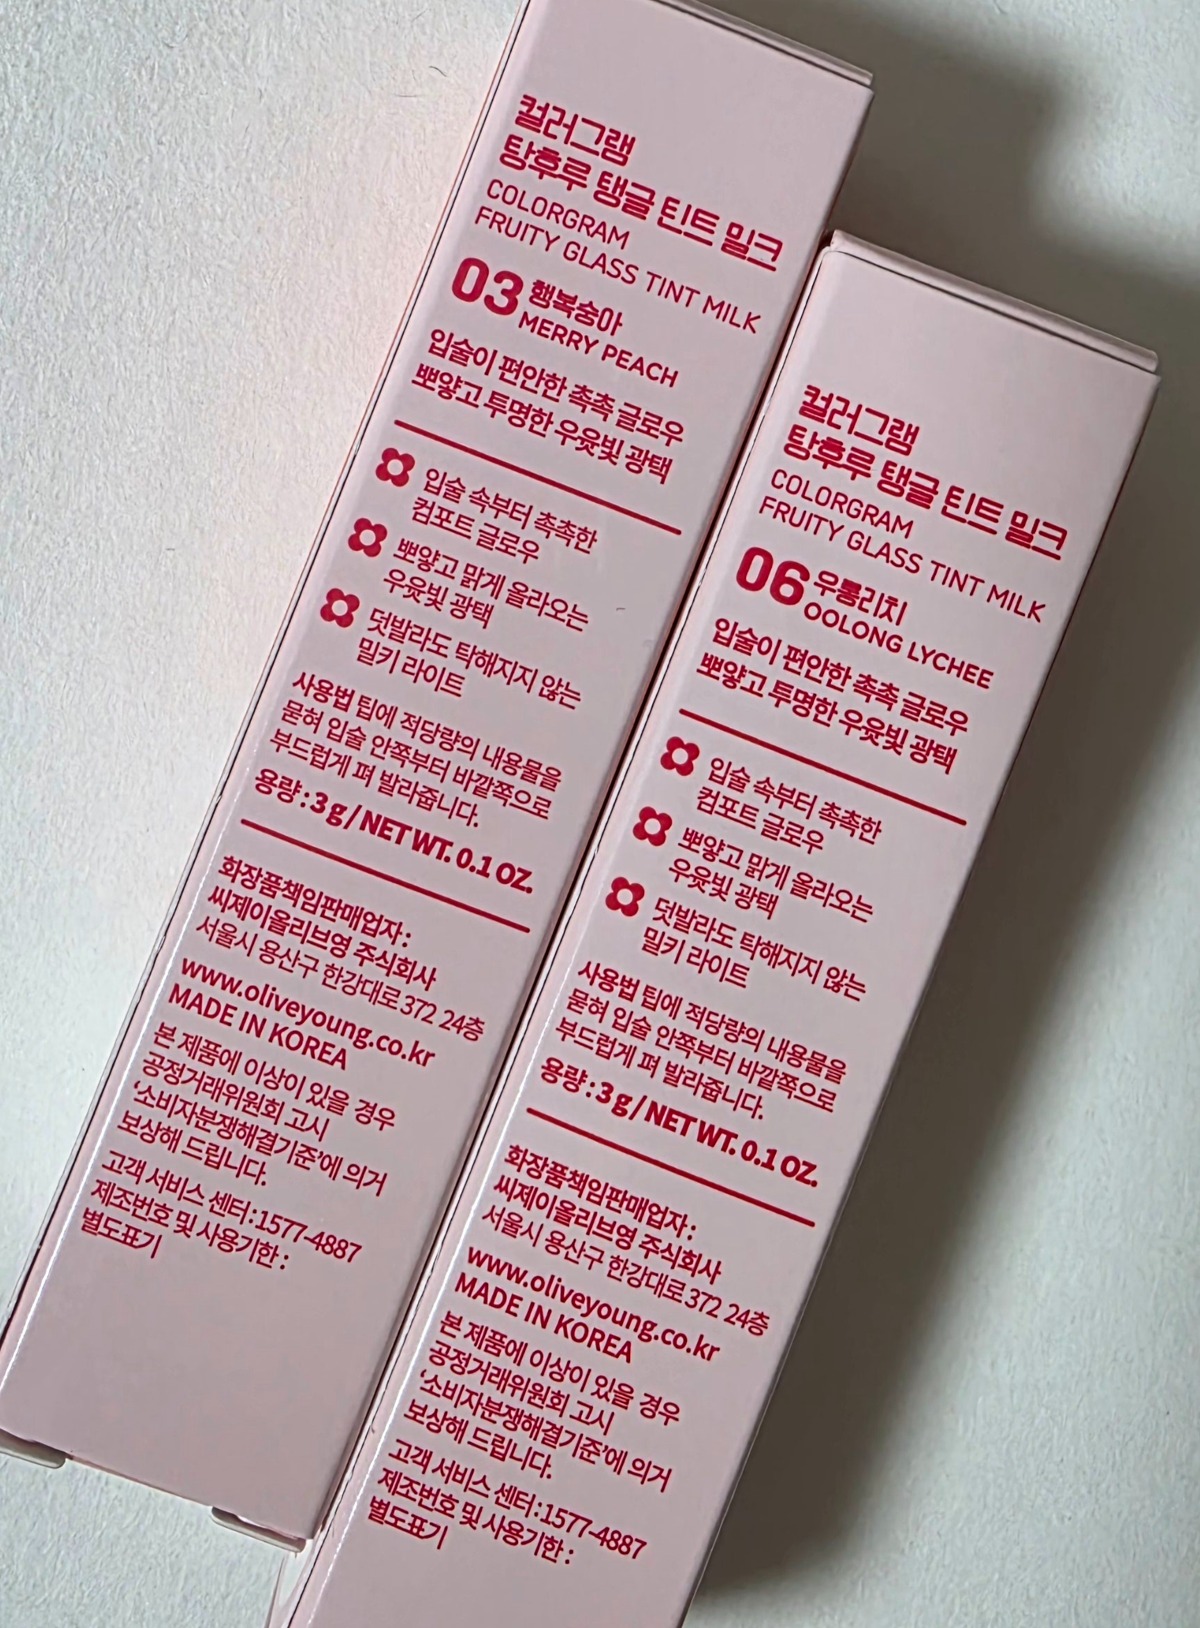 컬러그램
탕후루 탱글 틴트 밀크
COLORGRAM
FRUITY GLASS TINT MILK
03 행복숭아
MERRY PEACH
입술이 편안한 촉촉 글로우
뽀얗고 투명한 우윳빛 광택
입술 속부터 촉촉한
컴포트 글로우
뽀얗고 맑게 올라오는
우윳빛 광택
덧발라도 탁해지지 않는
밀키 라이트
사용법 팁에 적당량의 내용물을
묻혀 입술 안쪽부터 바깥쪽으로
부드럽게 펴 발라줍니다.
용량 : 3 g / NET WT. 0.1 OZ.
화장품책임판매업자 :
씨제이올리브영 주식회사
서울시 용산구 한강대로 372 24층
www.oliveyoung.co.kr
MADE IN KOREA
본 제품에 이상이 있을 경우
공정거래위원회 고시
'소비자분쟁해결기준'에 의거
보상해 드립니다.
고객 서비스 센터 : 1577-4887
제조번호 및 사용기한 :
별도표기
컬러그램
탕후루 탱글 틴트 밀크
COLORGRAM
FRUITY GLASS TINT MILK
06 우롱리치
OOLONG LYCHEE
입술이 편안한 촉촉 글로우
뽀얗고 투명한 우윳빛 광택
입술 속부터 촉촉한
컴포트 글로우
뽀얗고 맑게 올라오는
우윳빛 광택
덧발라도 탁해지지 않는
밀키 라이트
사용법 팁에 적당량의 내용물을
묻혀 입술 안쪽부터 바깥쪽으로
부드럽게 펴 발라줍니다.
용량 : 3 g / NET WT. 0.1 OZ.
화장품책임판매업자 :
씨제이올리브영 주식회사
서울시 용산구 한강대로 372 24층
www.oliveyoung.co.kr
MADE IN KOREA
본 제품에 이상이 있을 경우
공정거래위원회 고시
'소비자분쟁해결기준'에 의거
보상해 드립니다.
고객 서비스 센터 : 1577-4887
제조번호 및 사용기한 :
별도표기